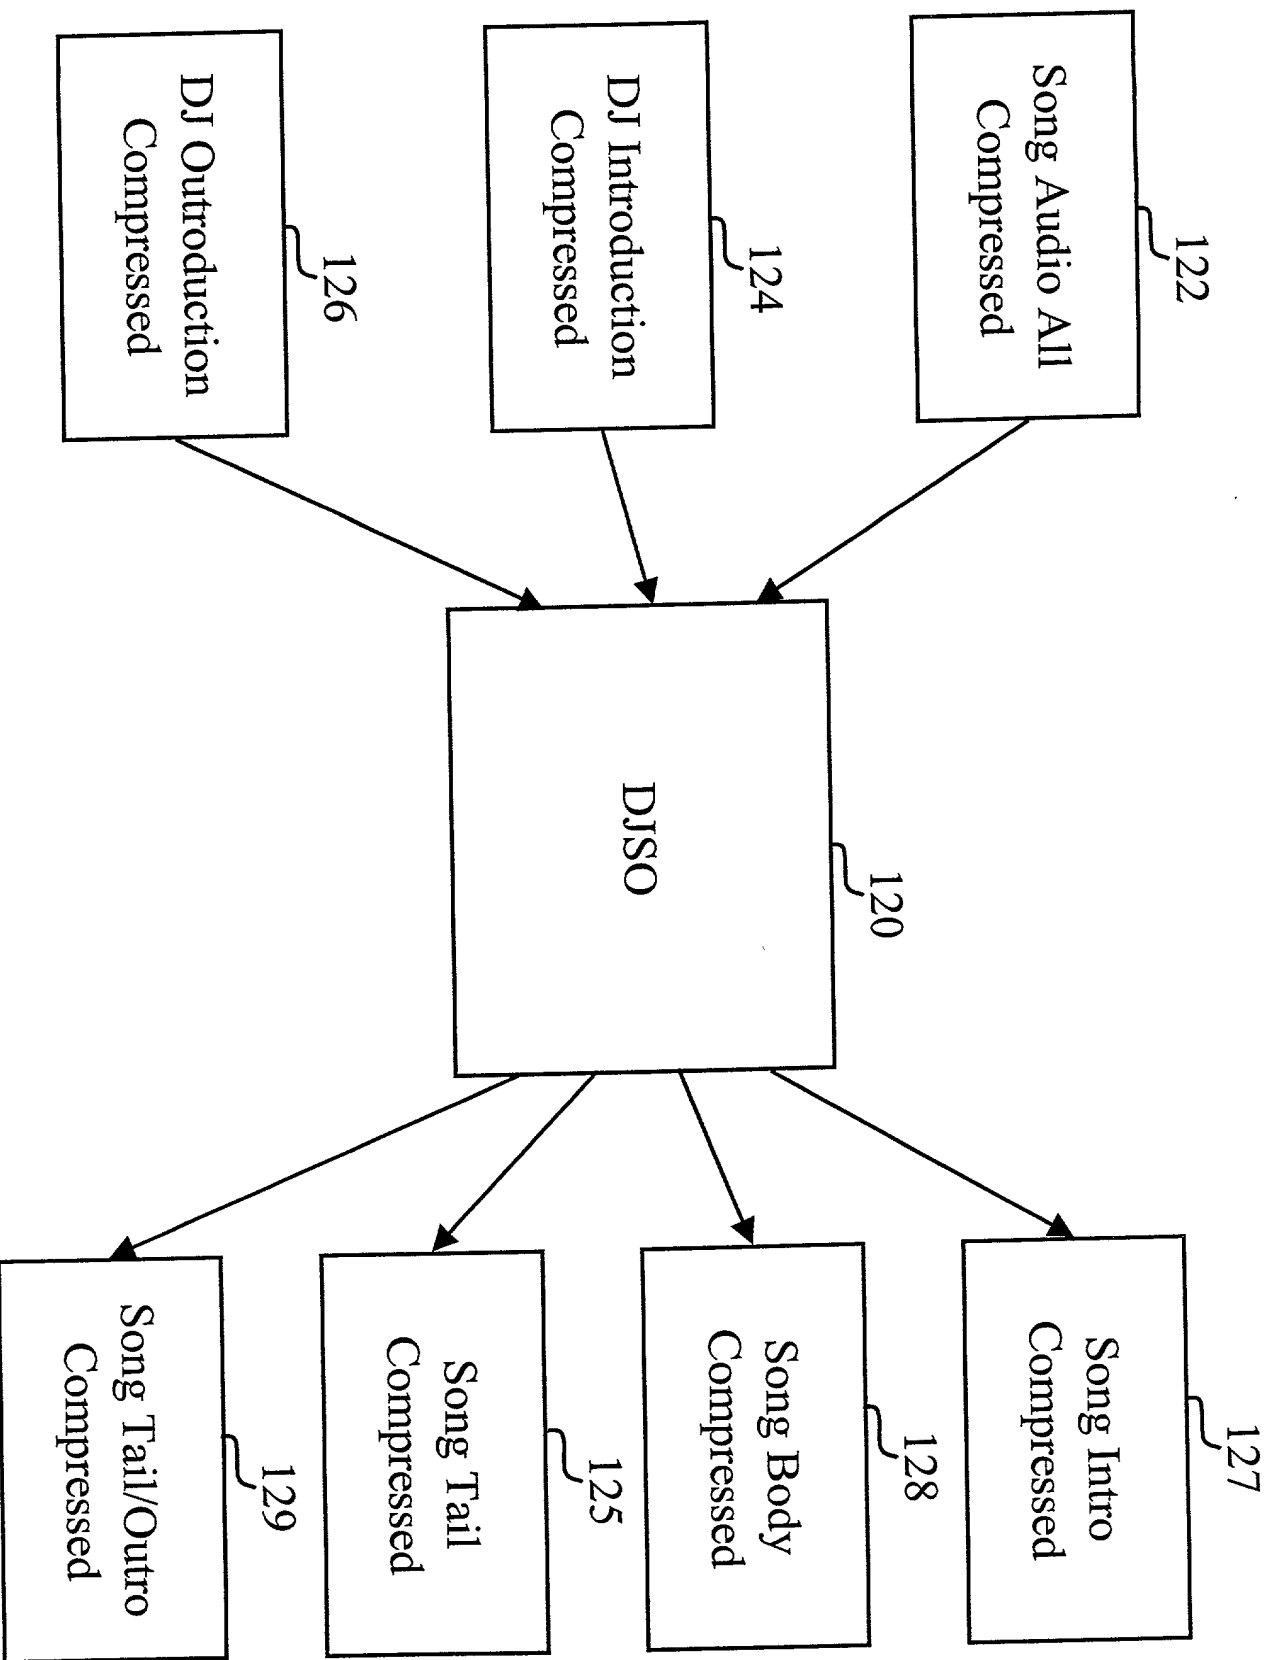 122
Song Audio All
Compressed
124
DJ Introduction
Compressed
126
DJ Outroduction
Compressed
120
DJSO
127
Song Intro
Compressed
128
Song Body
Compressed
125
Song Tail
Compressed
129
Song Tail/Outro
Compressed